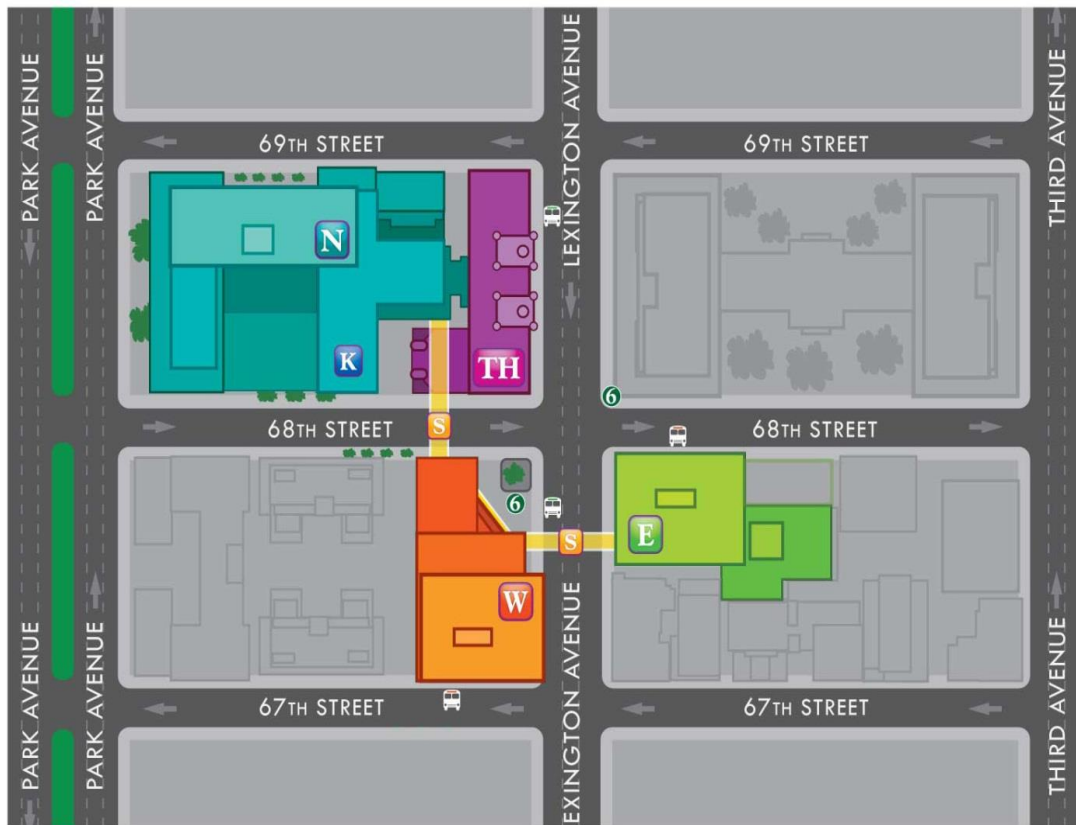 PARK AVENUE
PARK AVENUE
LEXINGTON AVENUE
THIRD AVENUE
69TH STREET
69TH STREET
N
K
TH
6
68TH STREET
S
68TH STREET
6
S
E
W
PARK AVENUE
PARK AVENUE
EXINGTON AVENUE
THIRD AVENUE
67TH STREET
67TH STREET